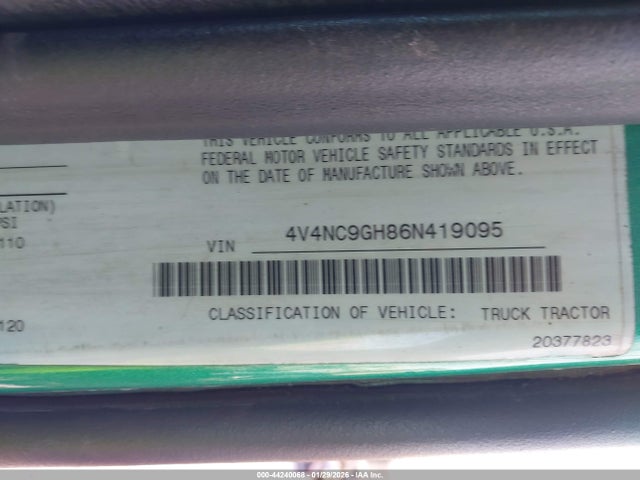 THIS VEHICLE CONFORMS TO ALL APPLICABLE U.S.A.
FEDERAL MOTOR VEHICLE SAFETY STANDARDS IN EFFECT
ON THE DATE OF MANUFACTURE SHOWN ABOVE.
LATION)
PSI
110
VIN 4V4NC9GH86N419095
120
CLASSIFICATION OF VEHICLE: TRUCK TRACTOR
20377823
000-44240068 - 01/29/2026 - IAA Inc.